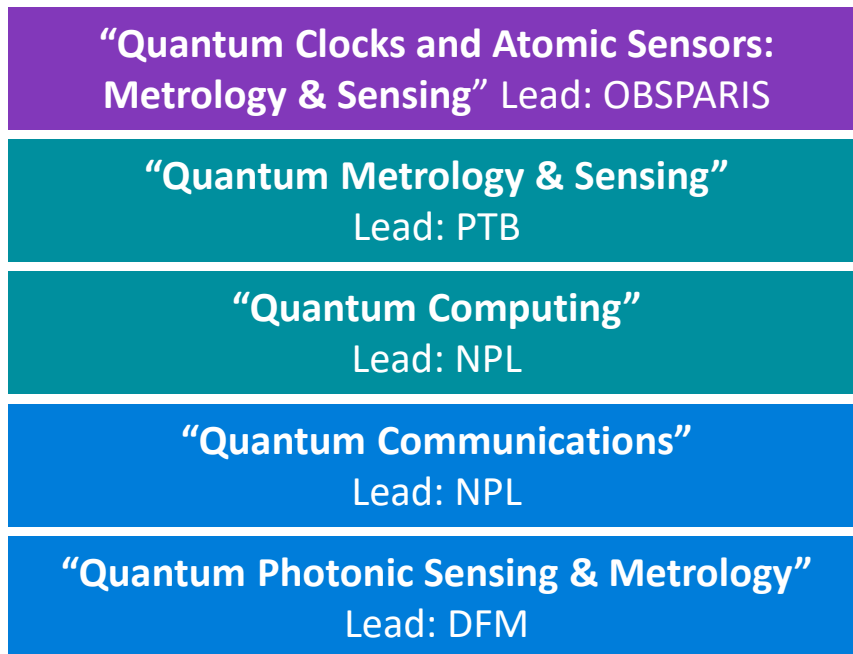 “Quantum Clocks and Atomic Sensors:
Metrology & Sensing” Lead: OBSPARIS
“Quantum Metrology & Sensing”
Lead: PTB
“Quantum Computing”
Lead: NPL
“Quantum Communications”
Lead: NPL
“Quantum Photonic Sensing & Metrology”
Lead: DFM